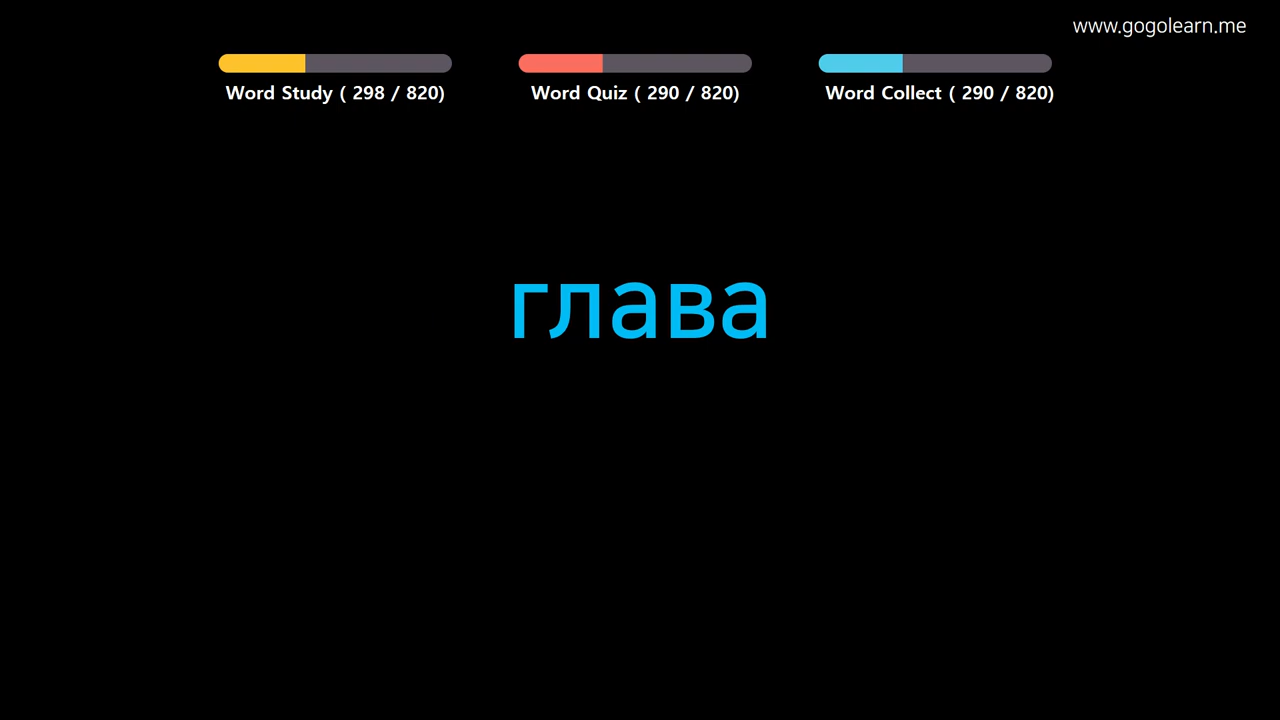 www.gogolearn.me
Word Study ( 298 / 820)
Word Quiz ( 290 / 820)
Word Collect ( 290 / 820)
глава